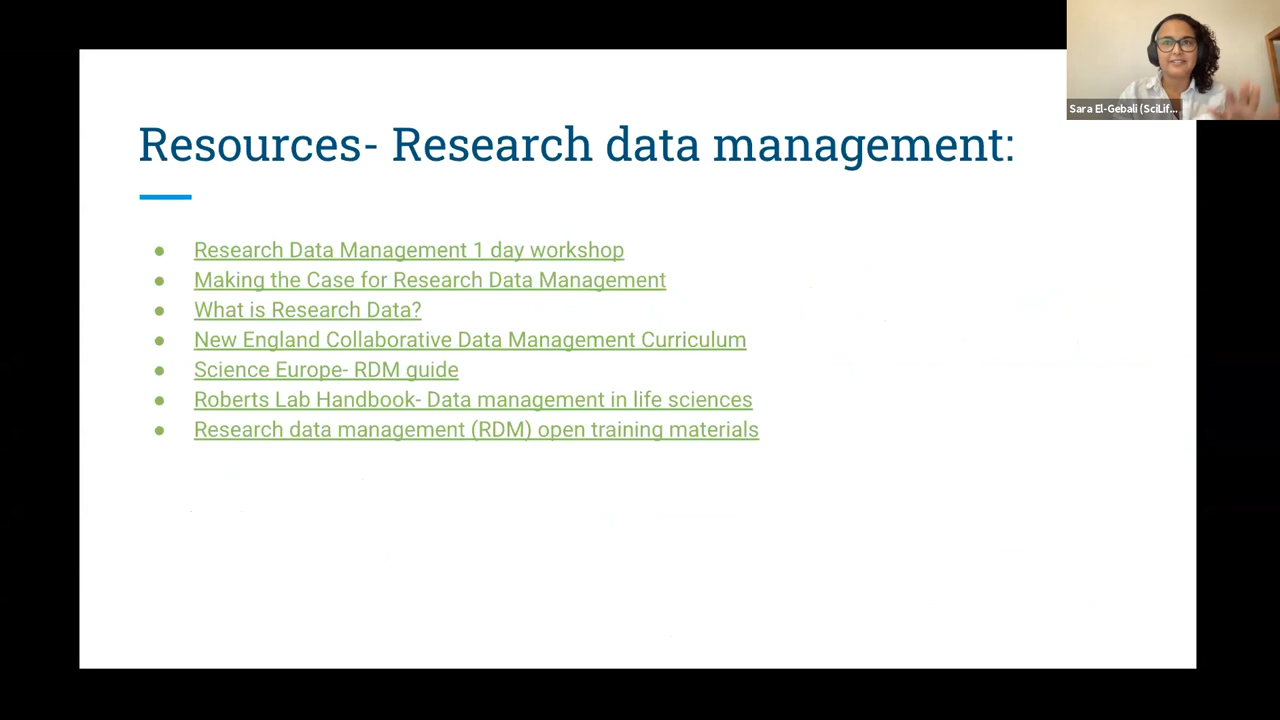 Sara El-Gebali (SciLif...
Resources- Research data management:
Research Data Management 1 day workshop
Making the Case for Research Data Management
What is Research Data?
New England Collaborative Data Management Curriculum
Science Europe- RDM guide
Roberts Lab Handbook- Data management in life sciences
Research data management (RDM) open training materials